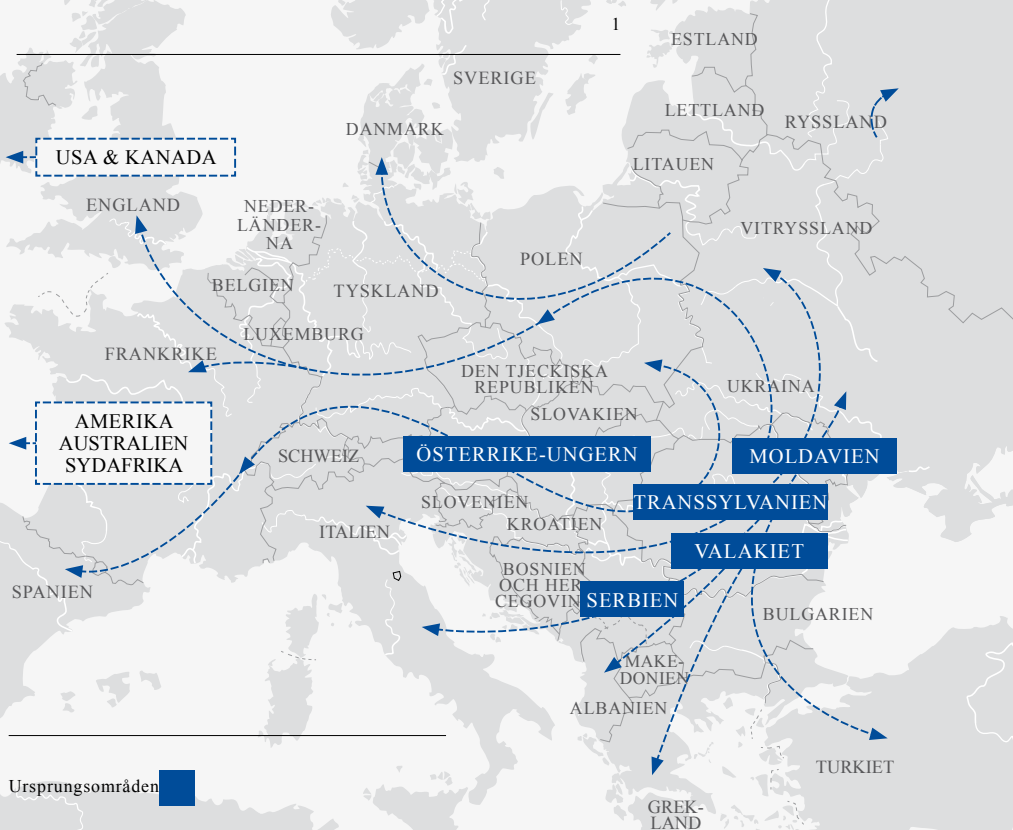 1
ESTLAND
SVERIGE
LETTLAND
RYSSLAND
DANMARK
USA & KANADA
LITAUEN
ENGLAND
NEDER-
LÄNDER-
NA
VITRYSSLAND
POLEN
BELGIEN
TYSKLAND
LUXEMBURG
FRANKRIKE
DEN TJECKISKA
REPUBLIKEN
UKRAINA
SLOVAKIEN
AMERIKA
AUSTRALIEN
SYDAFRIKA
SCHWEIZ
ÖSTERRIKE-UNGERN
MOLDAVIEN
SLOVENIEN
TRANSSYLVANIEN
KROATIEN
ITALIEN
VALAKIET
BOSNIEN
OCH HER
CEGOVIN
SPANIEN
SERBIEN
BULGARIEN
MAKE-
DONIEN
ALBANIEN
TURKIET
Ursprungsområden
GREK-
LAND